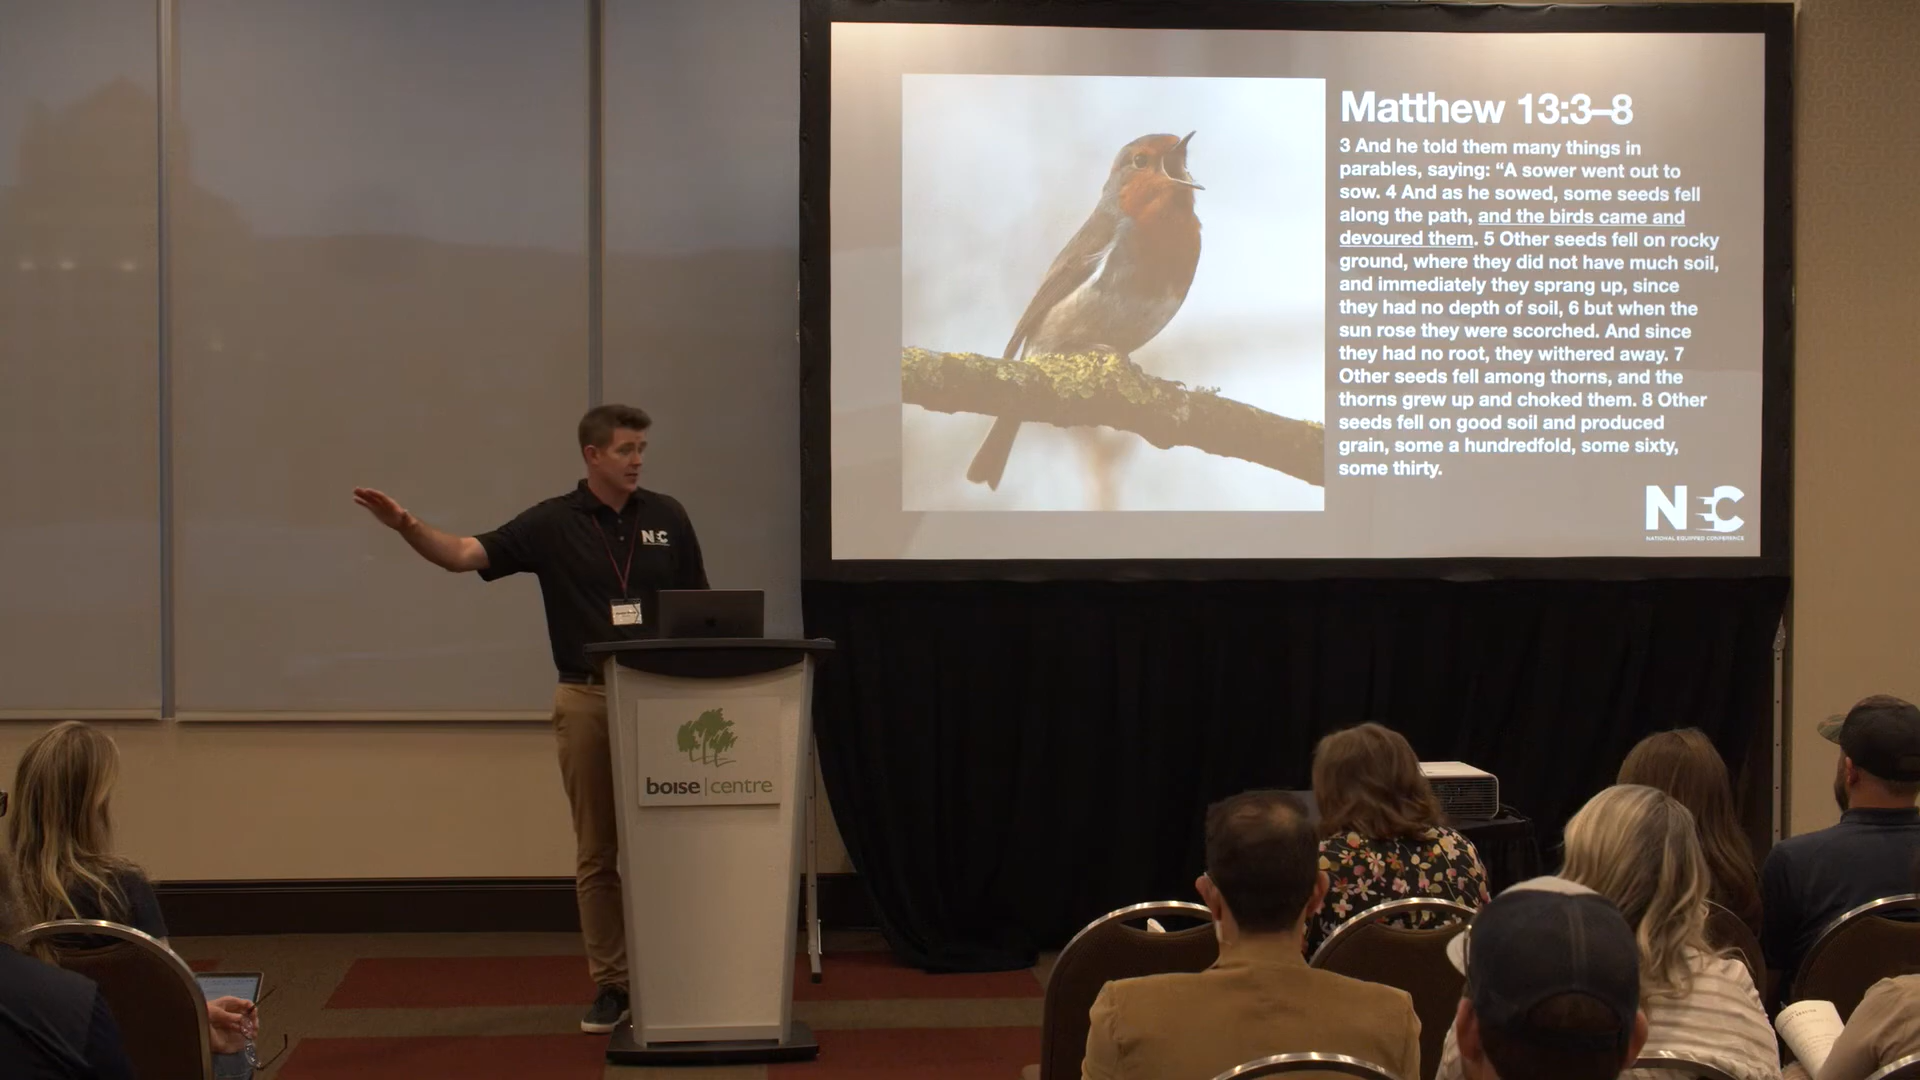 Matthew 13:3–8
3 And he told them many things in
parables, saying: “A sower went out to
sow. 4 And as he sowed, some seeds fell
along the path, and the birds came and
devoured them. 5 Other seeds fell on rocky
ground, where they did not have much soil,
and immediately they sprang up, since
they had no depth of soil, 6 but when the
sun rose they were scorched. And since
they had no root, they withered away. 7
Other seeds fell among thorns, and the
thorns grew up and choked them. 8 Other
seeds fell on good soil and produced
grain, some a hundredfold, some sixty,
some thirty.
NEC
NATIONAL EQUIPPED CONFERENCE
NEC
boise | centre